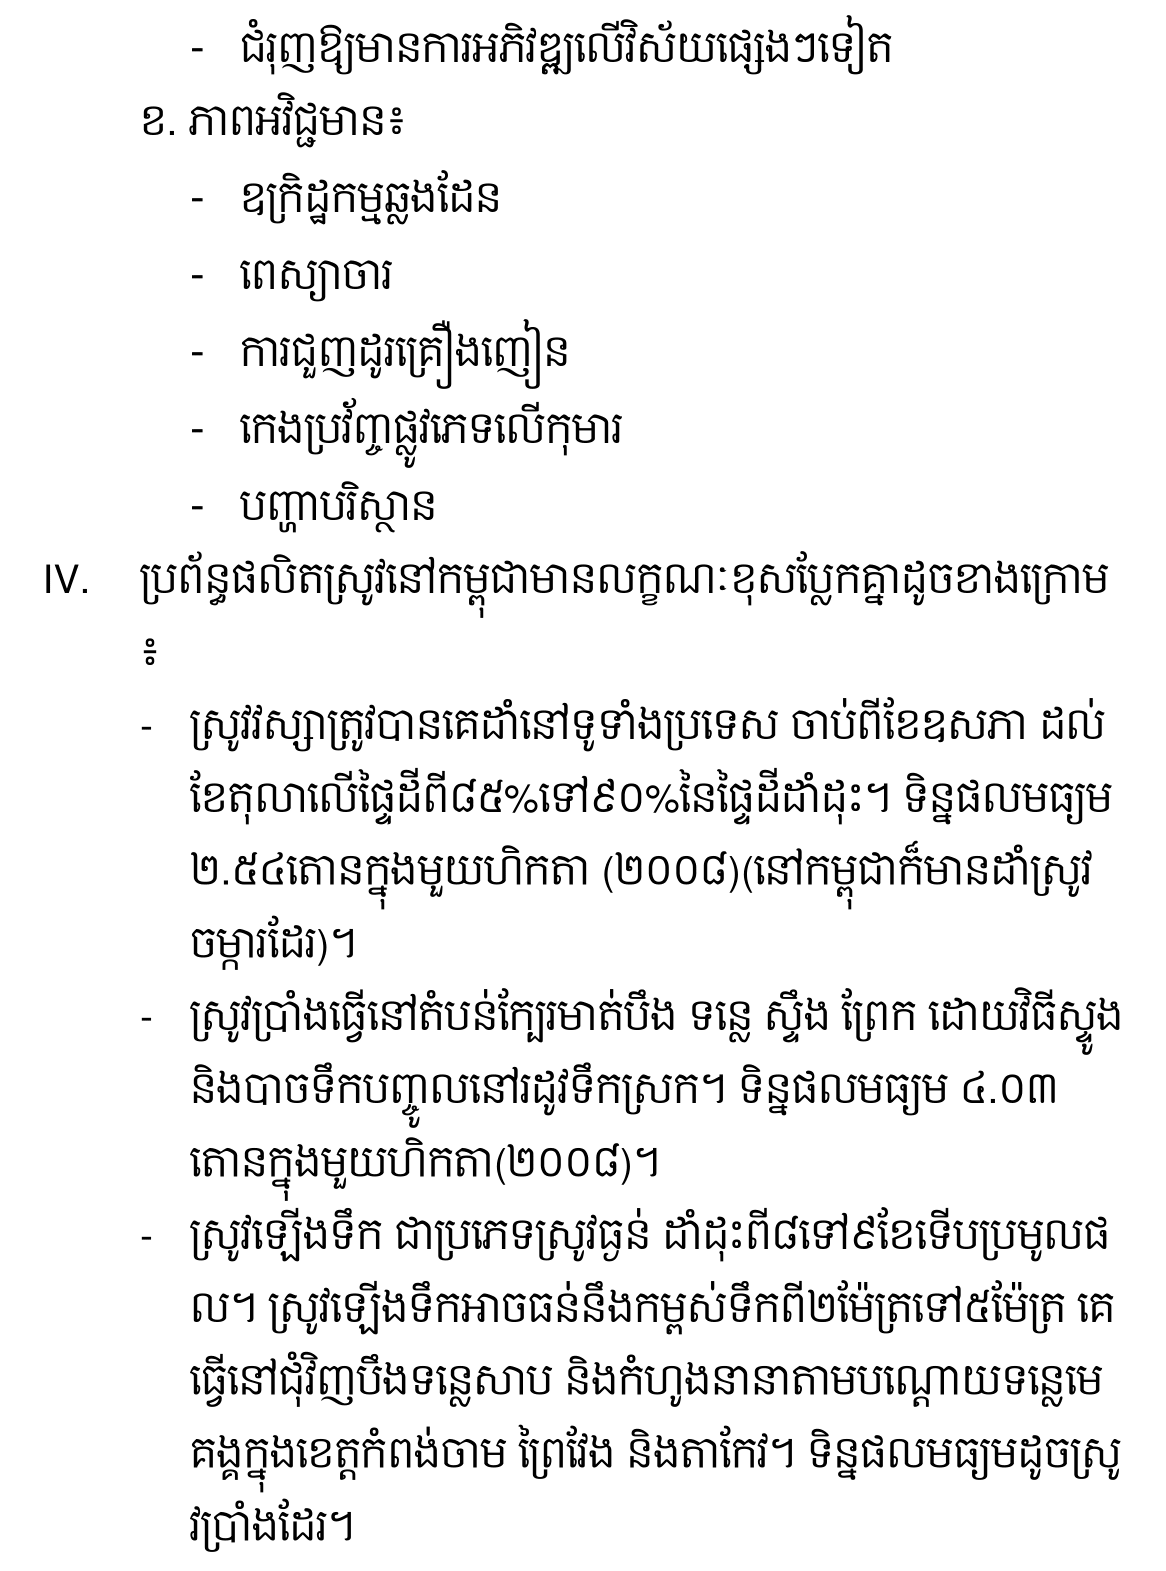 - ជំរុញឱ្យមានការអភិវឌ្ឍលើវិស័យផ្សេងៗទៀត
ខ. ភាពអវិជ្ជមាន៖
- ឧក្រិដ្ឋកម្មឆ្លងដែន
- ពេស្យាចារ
- ការជួញដូរគ្រឿងញៀន
- កេងប្រវ័ញ្ចផ្លូវភេទលើកុមារ
- បញ្ហាបរិស្ថាន
IV. ប្រព័ន្ធផលិតស្រូវនៅកម្ពុជាមានលក្ខណៈខុសប្លែកគ្នាដូចខាងក្រោម
៖
- ស្រូវវស្សាត្រូវបានគេដាំនៅទូទាំងប្រទេស ចាប់ពីខែឧសភា ដល់
ខែតុលាលើផ្ទៃដីពី៨៥%ទៅ៩០%នៃផ្ទៃដីដាំដុះ។ ទិន្នផលមធ្យម
២.៥៤តោនក្នុងមួយហិកតា (២០០៨)(នៅកម្ពុជាក៏មានដាំស្រូវ
ចម្ការដែរ)។
- ស្រូវប្រាំងធ្វើនៅតំបន់ក្បែរមាត់បឹង ទន្លេ ស្ទឹង ព្រែក ដោយវិធីស្ទូង
និងបាចទឹកបញ្ចូលនៅរដូវទឹកស្រក។ ទិន្នផលមធ្យម ៤.០៣
តោនក្នុងមួយហិកតា(២០០៨)។
- ស្រូវឡើងទឹក ជាប្រភេទស្រូវធ្ងន់ ដាំដុះពី៨ទៅ៩ខែទើបប្រមូលផ
ល។ ស្រូវឡើងទឹកអាចធន់នឹងកម្ពស់ទឹកពី២ម៉ែត្រទៅ៥ម៉ែត្រ គេ
ធ្វើនៅជុំវិញបឹងទន្លេសាប និងកំហូងនានាតាមបណ្តោយទន្លេមេ
គង្គក្នុងខេត្តកំពង់ចាម ព្រៃវែង និងតាកែវ។ ទិន្នផលមធ្យមដូចស្រូ
វប្រាំងដែរ។